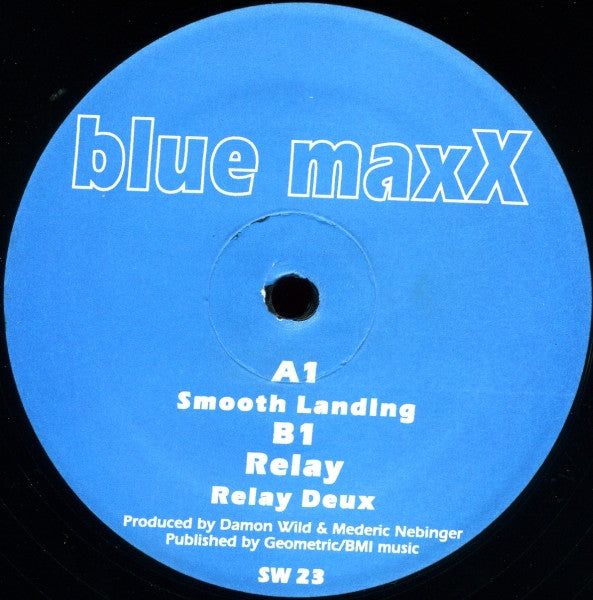 blue maxX
A1
Smooth Landing
B1
Relay
Relay Deux
Produced by Damon Wild & Mederic Nebinger
Published by Geometric/BMI music
SW 23